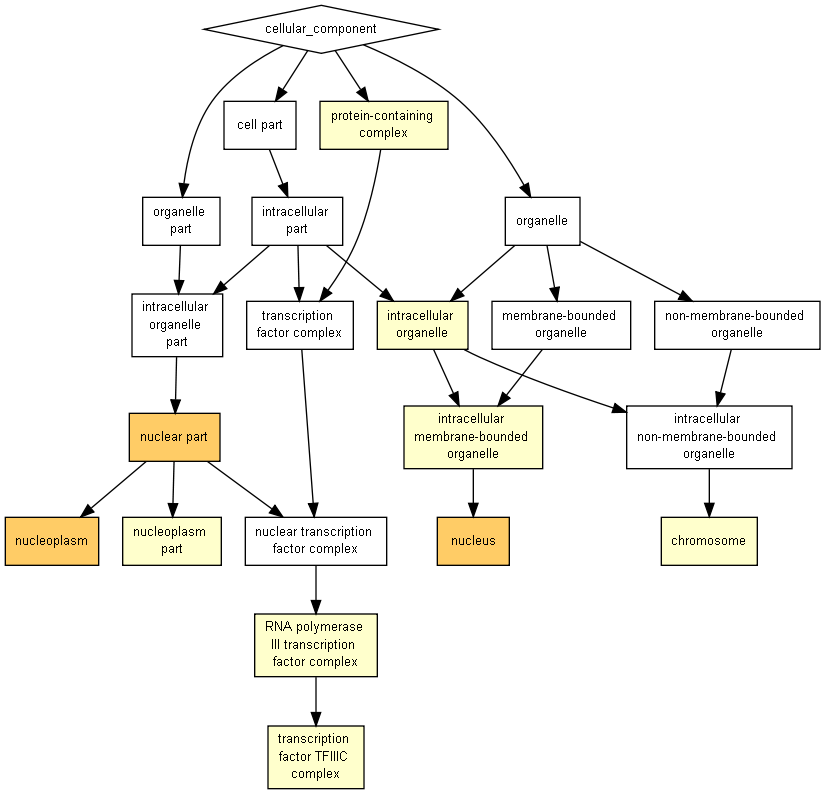 cellular_component
cell part
protein-containing
complex
organelle
part
intracellular
part
organelle
intracellular
organelle
part
transcription
factor complex
intracellular
organelle
membrane-bounded
organelle
non-membrane-bounded
organelle
nuclear part
intracellular
membrane-bounded
organelle
intracellular
non-membrane-bounded
organelle
nucleoplasm
nucleoplasm
part
nuclear transcription
factor complex
nucleus
chromosome
RNA polymerase
III transcription
factor complex
transcription
factor TFIIIC
complex